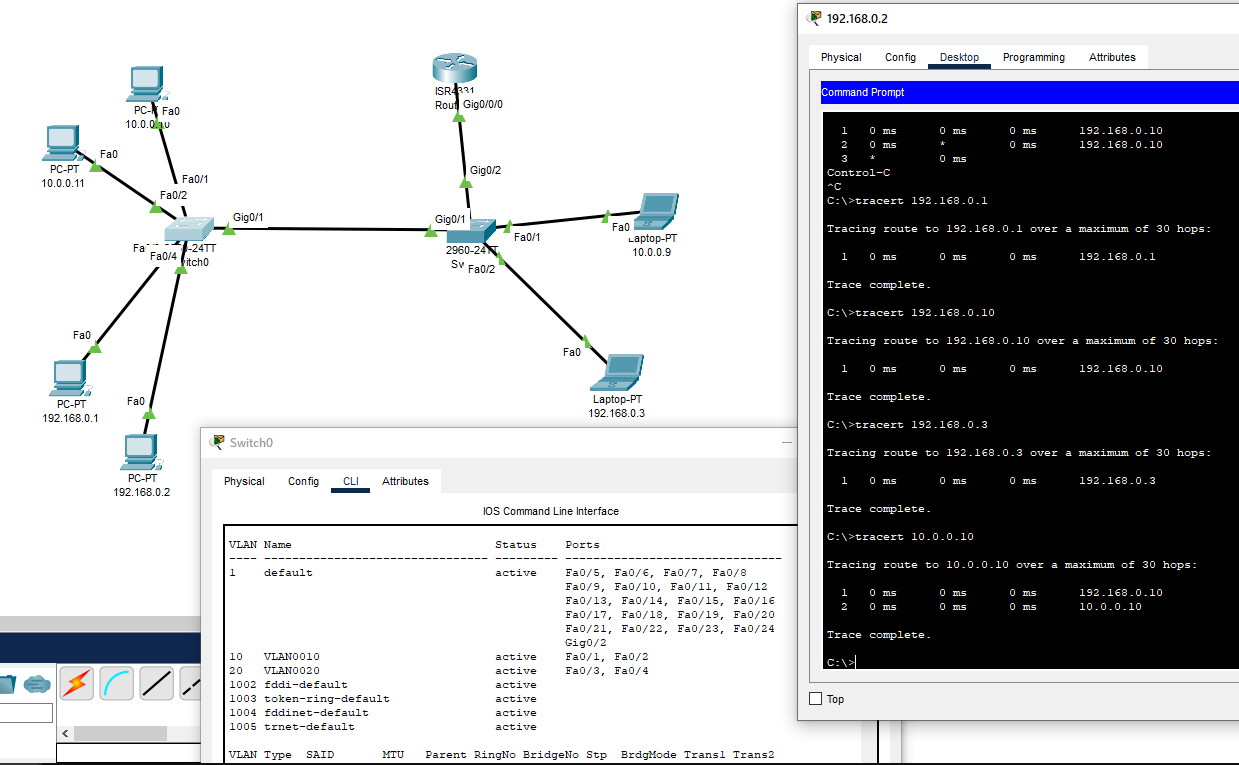 PC-PT
10.0.0.10
Fa0
PC-PT
10.0.0.11
Fa0
Fa0/1
Fa0/2
Gig0/1
Fa0/4
2960-24TT
Fa0
PC-PT
192.168.0.1
Fa0
PC-PT
192.168.0.2
ISR4331
Gig0/0/0
Gig0/2
Gig0/1
2960-24TT
Fa0/1
Fa0/2
Fa0
Laptop-PT
10.0.0.9
Fa0
Laptop-PT
192.168.0.3
Switch0
Physical Config CLI Attributes
IOS Command Line Interface
VLAN Name Status Ports
---- -------------------------------- --------- -------------------------------
1 default active Fa0/5, Fa0/6, Fa0/7, Fa0/8
Fa0/9, Fa0/10, Fa0/11, Fa0/12
Fa0/13, Fa0/14, Fa0/15, Fa0/16
Fa0/17, Fa0/18, Fa0/19, Fa0/20
Fa0/21, Fa0/22, Fa0/23, Fa0/24
Gig0/2
10 VLAN0010 active Fa0/1, Fa0/2
20 VLAN0020 active Fa0/3, Fa0/4
1002 fddi-default active
1003 token-ring-default active
1004 fddinet-default active
1005 trnet-default active
VLAN Type SAID MTU Parent RingNo BridgeNo Stp BrdgMode Trans1 Trans2
192.168.0.2
Physical Config Desktop Programming Attributes
Command Prompt
1 0 ms 0 ms 0 ms 192.168.0.10
2 0 ms * 0 ms 192.168.0.10
3 * 0 ms
Control-C
^C
C:\>tracert 192.168.0.1
Tracing route to 192.168.0.1 over a maximum of 30 hops:
1 0 ms 0 ms 0 ms 192.168.0.1
Trace complete.
C:\>tracert 192.168.0.10
Tracing route to 192.168.0.10 over a maximum of 30 hops:
1 0 ms 0 ms 0 ms 192.168.0.10
Trace complete.
C:\>tracert 192.168.0.3
Tracing route to 192.168.0.3 over a maximum of 30 hops:
1 0 ms 0 ms 0 ms 192.168.0.3
Trace complete.
C:\>tracert 10.0.0.10
Tracing route to 10.0.0.10 over a maximum of 30 hops:
1 0 ms 0 ms 0 ms 192.168.0.10
2 0 ms 0 ms 0 ms 10.0.0.10
Trace complete.
C:\>
Top